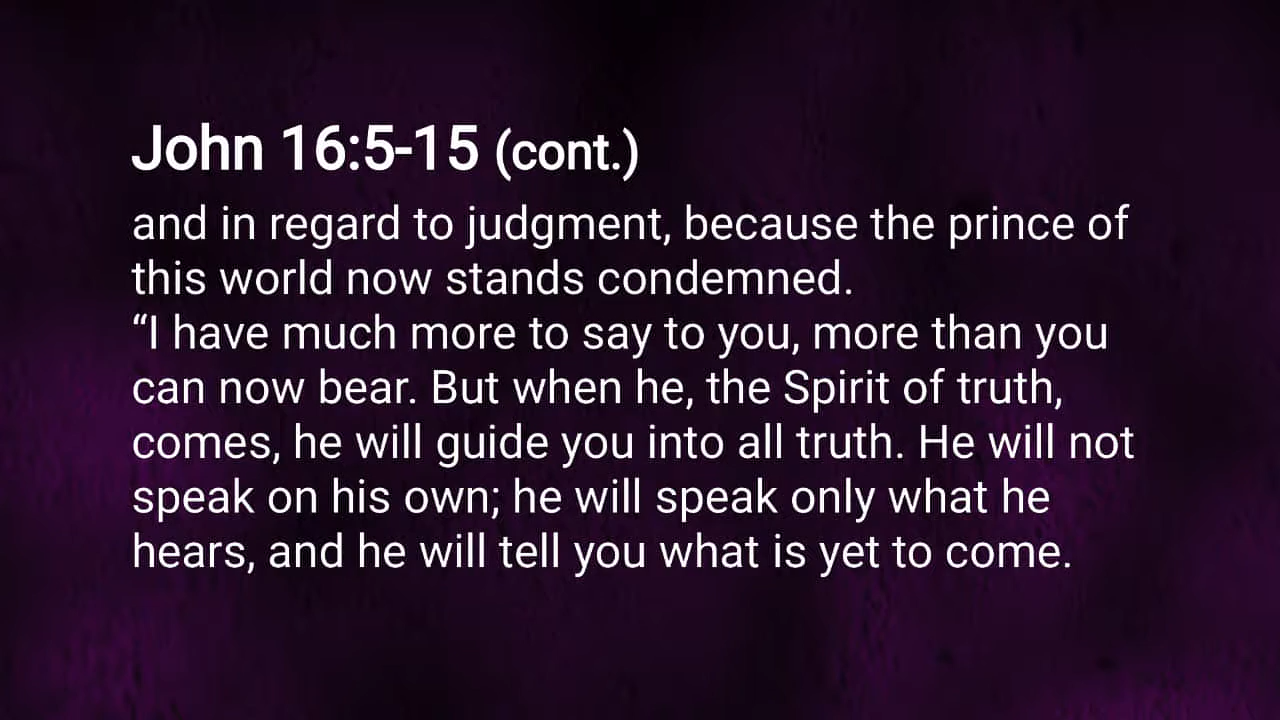 John 16:5-15 (cont.)
and in regard to judgment, because the prince of
this world now stands condemned.
“I have much more to say to you, more than you
can now bear. But when he, the Spirit of truth,
comes, he will guide you into all truth. He will not
speak on his own; he will speak only what he
hears, and he will tell you what is yet to come.